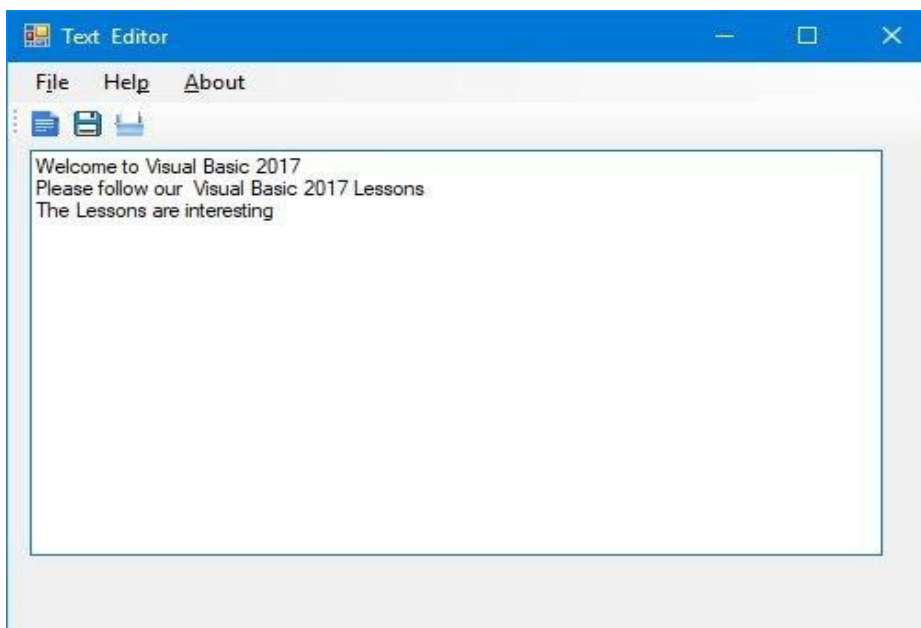 Text Editor
File Help About
Welcome to Visual Basic 2017
Please follow our  Visual Basic 2017 Lessons
The Lessons are interesting